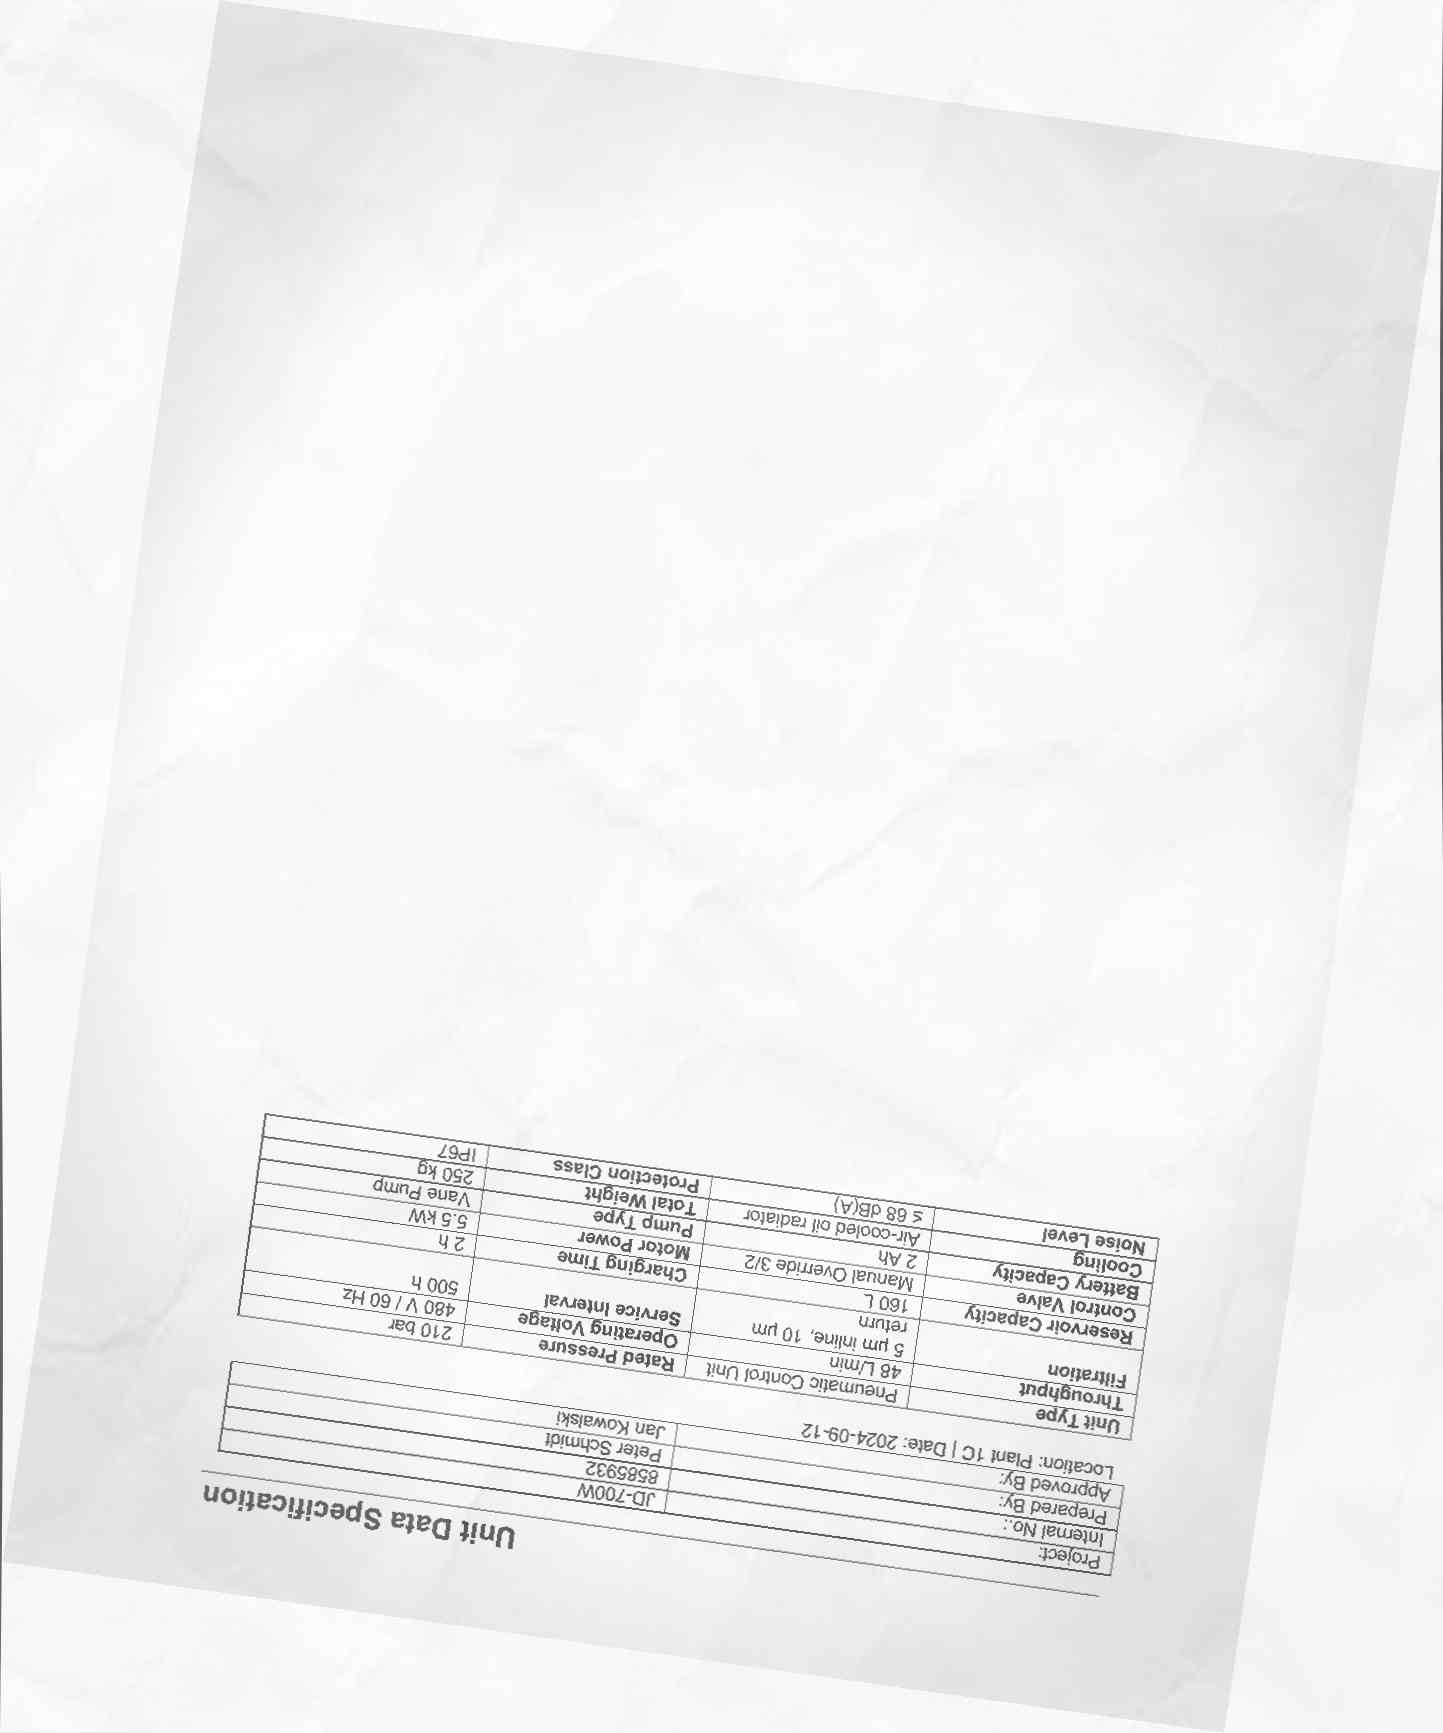 Unit Data Specification
Project: JD-700W
Internal No.: 8585932
Prepared By: Peter Schmidt
Approved By: Jan Kowalski
Location: Plant 1C | Date: 2024-09-12
Unit Type Pneumatic Control Unit Rated Pressure 210 bar
Throughput 48 L/min Operating Voltage 480 V / 60 Hz
Filtration 5 µm inline, 10 µm Service Interval 500 h
return
Reservoir Capacity 160 L Charging Time 2 h
Control Valve Manual Override 3/2 Motor Power 5.5 kW
Battery Capacity 2 Ah Pump Type Vane Pump
Cooling Air-cooled oil radiator Total Weight 250 kg
Noise Level ≤ 68 dB(A) Protection Class IP67